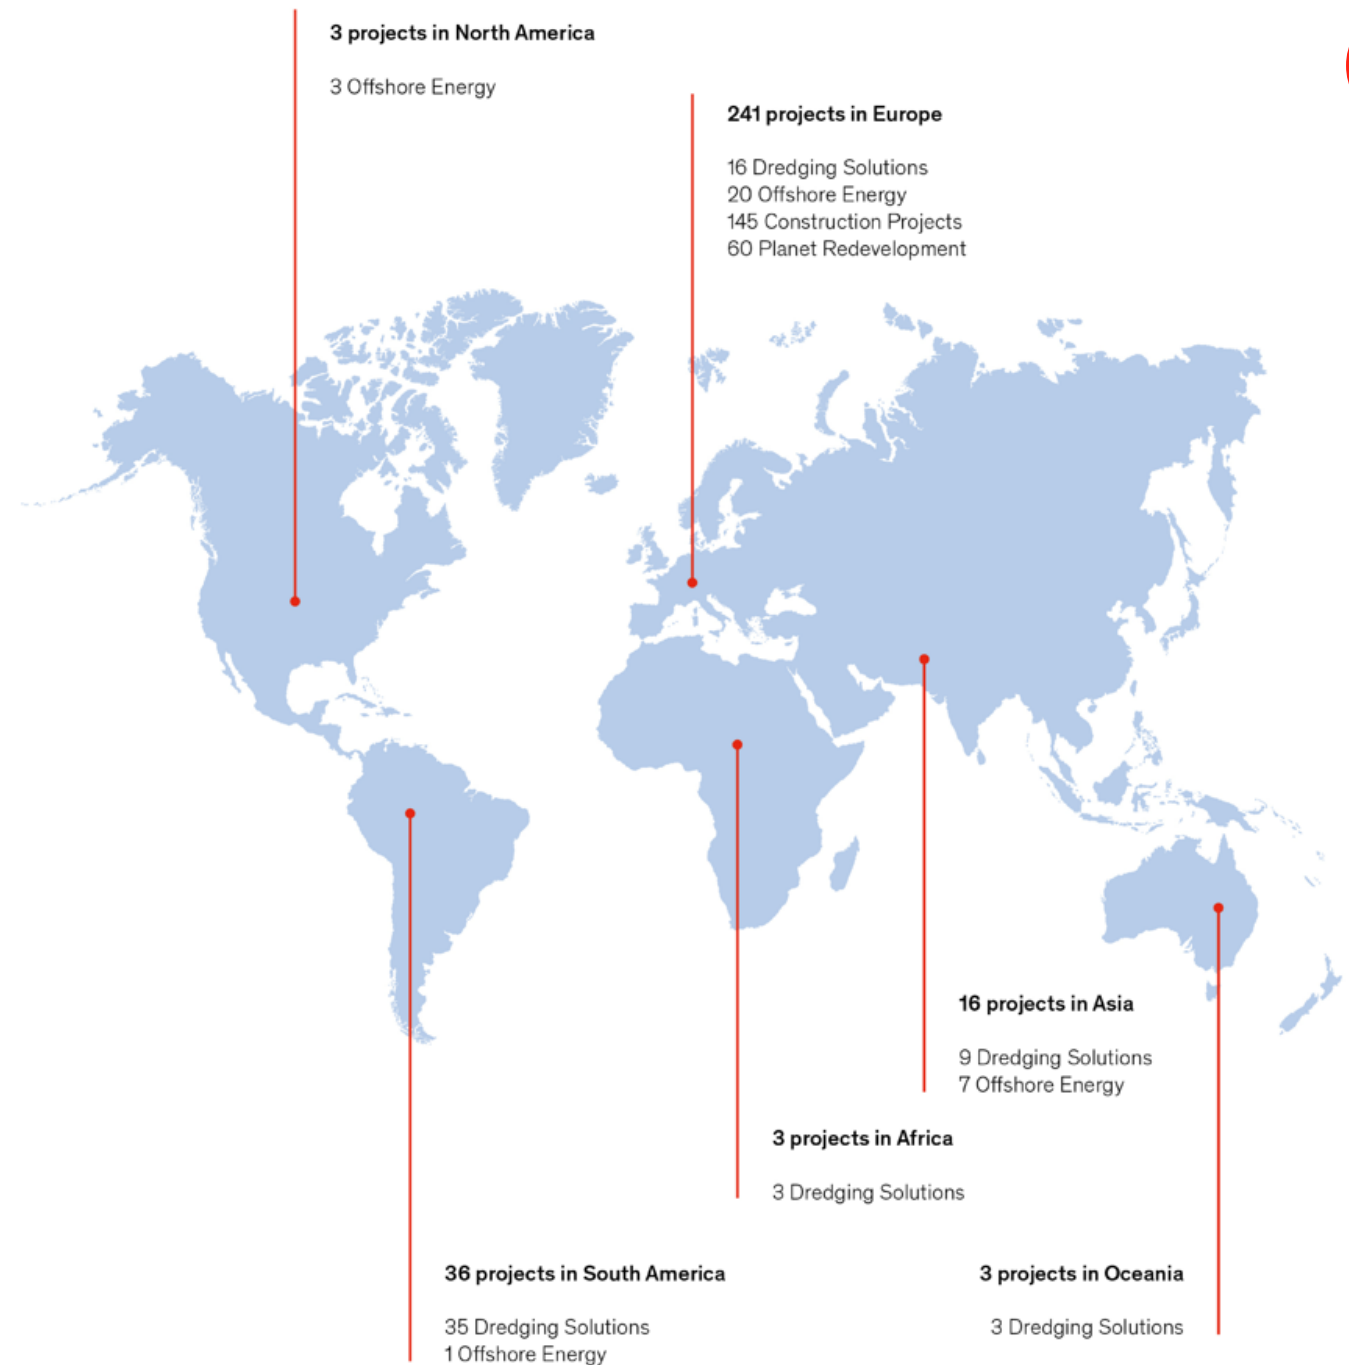 3 projects in North America
3 Offshore Energy
241 projects in Europe
16 Dredging Solutions
20 Offshore Energy
145 Construction Projects
60 Planet Redevelopment
16 projects in Asia
9 Dredging Solutions
7 Offshore Energy
3 projects in Africa
3 Dredging Solutions
36 projects in South America
35 Dredging Solutions
1 Offshore Energy
3 projects in Oceania
3 Dredging Solutions